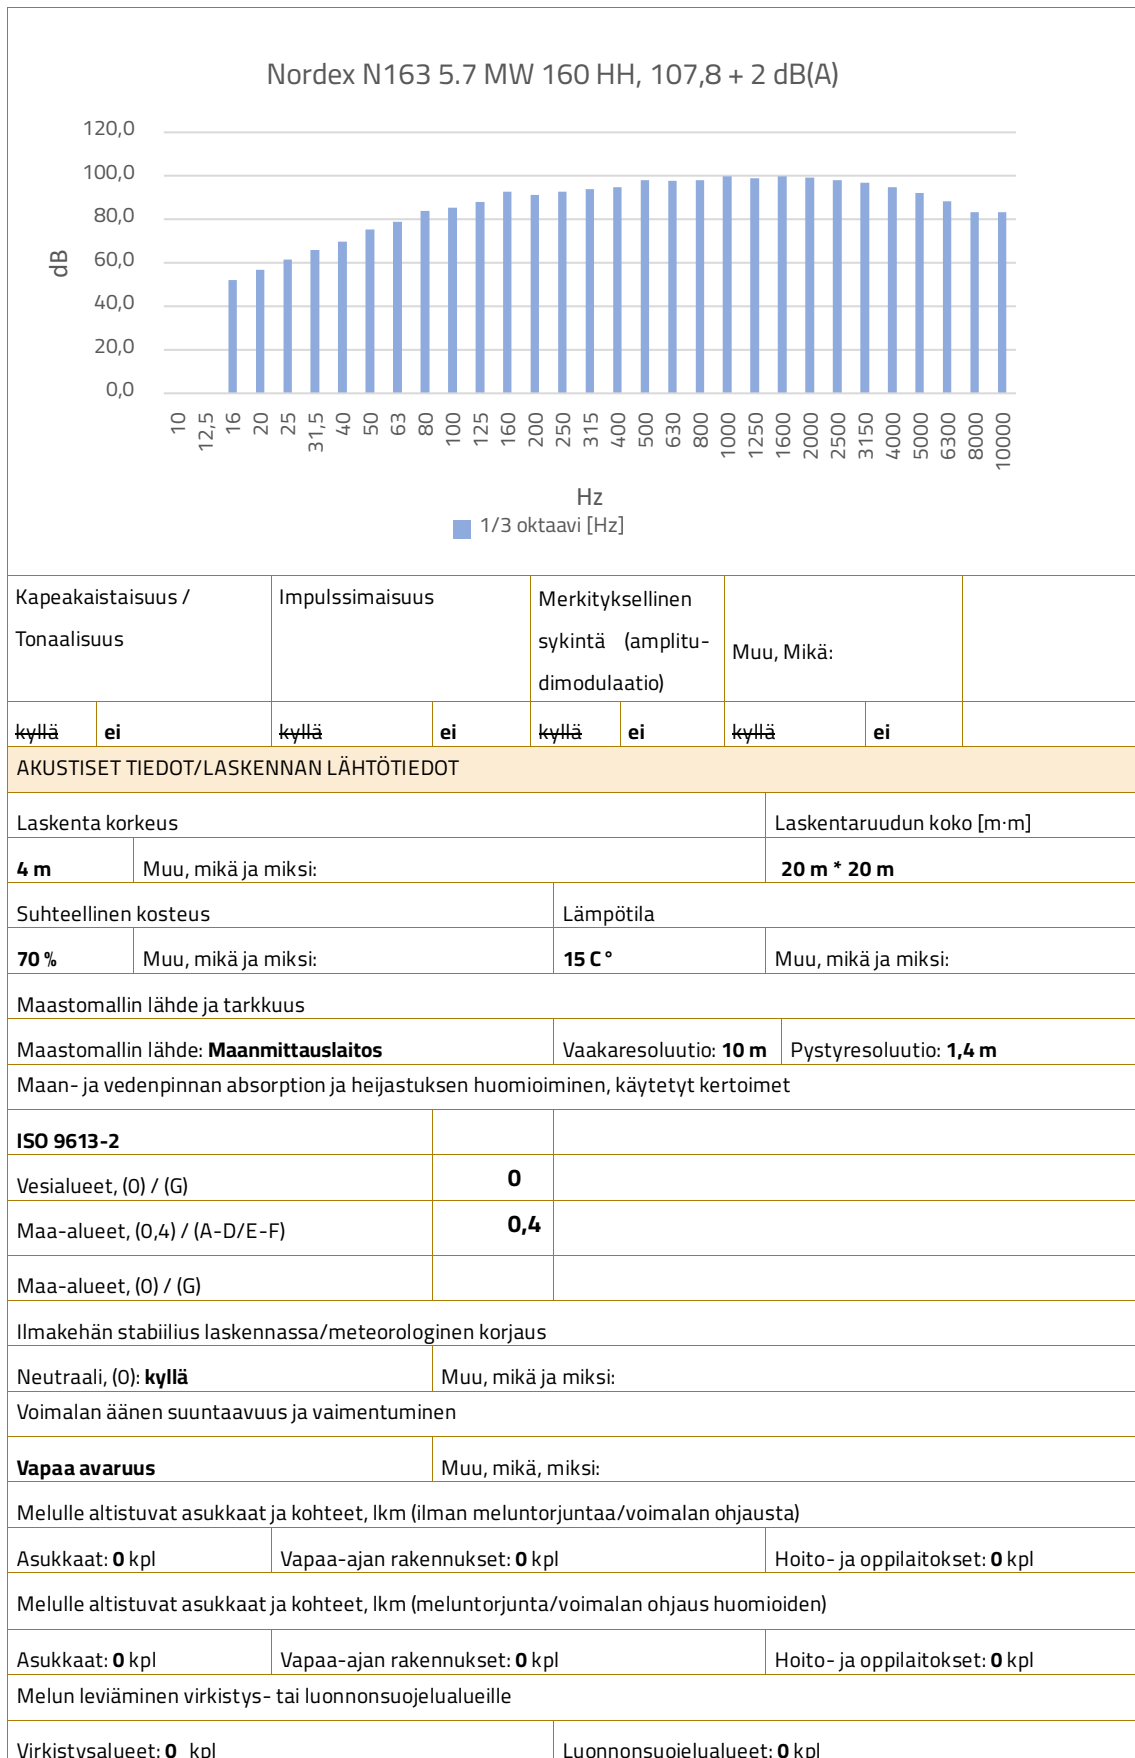 Nordex N163 5.7 MW 160 HH, 107,8 + 2 dB(A)
120,0
100,0
80,0
60,0
40,0
20,0
0,0
dB
10
12,5
16
20
25
31,5
40
50
63
80
100
125
160
200
250
315
400
500
630
800
1000
1250
1600
2000
2500
3150
4000
5000
6300
8000
10000
Hz
1/3 oktaavi [Hz]
Kapeakaistaisuus /
Tonaalisuus
Impulssimaisuus
Merkityksellinen
sykintä (amplitu-
dimodulaatio)
Muu, Mikä:
kyllä ei kyllä ei kyllä ei kyllä ei
AKUSTISET TIEDOT/LASKENNAN LÄHTÖTIEDOT
Laskenta korkeus Laskentaruudun koko [m·m]
4 m Muu, mikä ja miksi: 20 m * 20 m
Suhteellinen kosteus Lämpötila
70 % Muu, mikä ja miksi: 15 C° Muu, mikä ja miksi:
Maastomallin lähde ja tarkkuus
Maastomallin lähde: Maanmittauslaitos Vaakaresoluutio: 10 m Pystyresoluutio: 1,4 m
Maan- ja vedenpinnan absorption ja heijastuksen huomioiminen, käytetyt kertoimet
ISO 9613-2
Vesialueet, (0) / (G) 0
Maa-alueet, (0,4) / (A-D/E-F) 0,4
Maa-alueet, (0) / (G)
Ilmakehän stabiilius laskennassa/meteorologinen korjaus
Neutraali, (0): kyllä Muu, mikä ja miksi:
Voimalan äänen suuntaavuus ja vaimentuminen
Vapaa avaruus Muu, mikä, miksi:
Melulle altistuvat asukkaat ja kohteet, lkm (ilman meluntorjuntaa/voimalan ohjausta)
Asukkaat: 0 kpl Vapaa-ajan rakennukset: 0 kpl Hoito- ja oppilaitokset: 0 kpl
Melulle altistuvat asukkaat ja kohteet, lkm (meluntorjunta/voimalan ohjaus huomioiden)
Asukkaat: 0 kpl Vapaa-ajan rakennukset: 0 kpl Hoito- ja oppilaitokset: 0 kpl
Melun leviäminen virkistys- tai luonnonsuojelualueille
Virkistysalueet: 0 kpl Luonnonsuojelualueet: 0 kpl